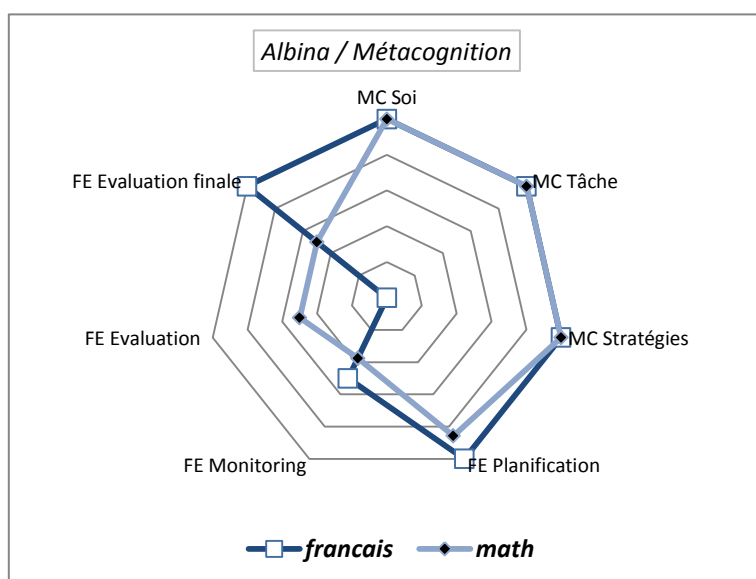 Albina / Métacognition
MC Soi
FE Evaluation finale
MC Tâche
FE Evaluation
MC Stratégies
FE Monitoring
FE Planification
francais
math